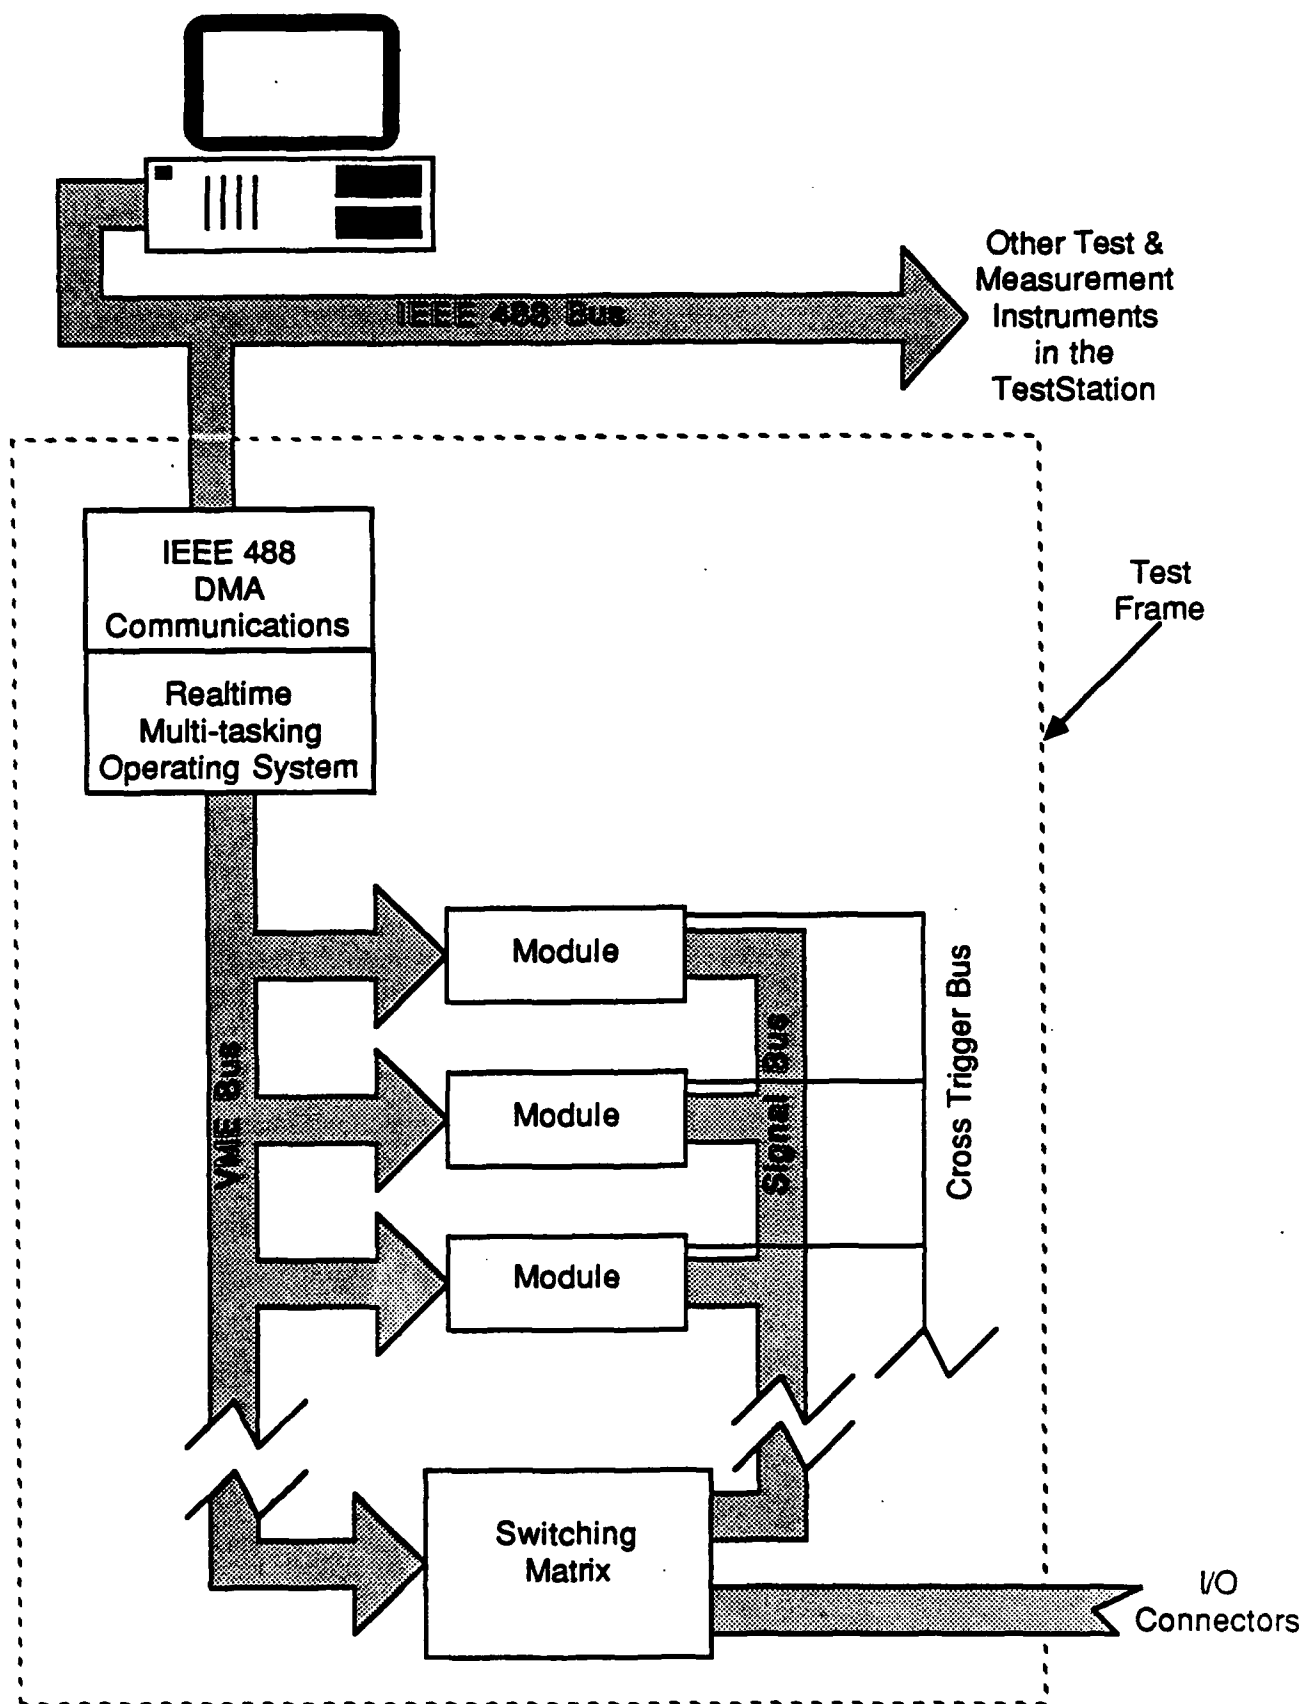 Other Test &
Measurement
Instruments
in the
TestStation
IEEE 488 Bus
IEEE 488
DMA
Communications
Realtime
Multi-tasking
Operating System
Test
Frame
Module
Module
Module
VME Bus
Signal Bus
Cross Trigger Bus
Switching
Matrix
I/O
Connectors